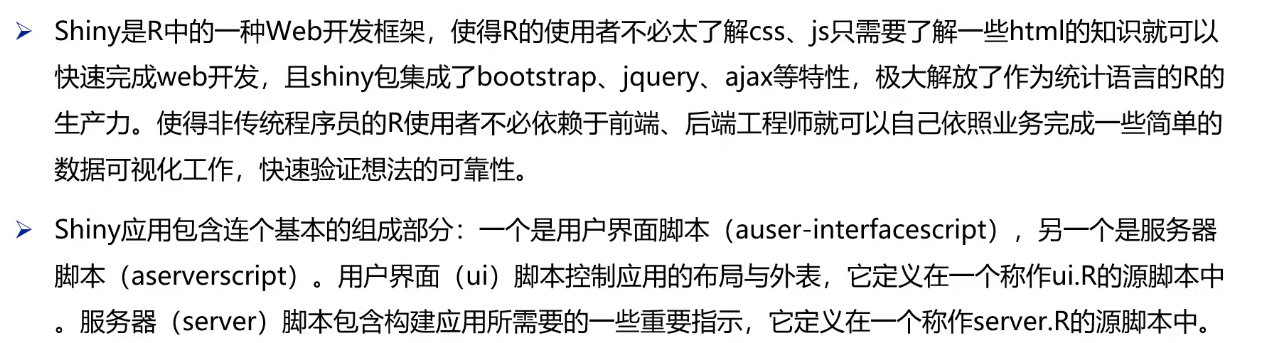 ➢ Shiny是R中的一种Web开发框架，使得R的使用者不必太了解css、js只需要了解一些html的知识就可以
快速完成web开发，且shiny包集成了bootstrap、jquery、ajax等特性，极大解放了作为统计语言的R的
生产力。使得非传统程序员的R使用者不必依赖于前端、后端工程师就可以自己依照业务完成一些简单的
数据可视化工作，快速验证想法的可靠性。
➢ Shiny应用包含连个基本的组成部分：一个是用户界面脚本（auser-interfacescript），另一个是服务器
脚本（aserverscript）。用户界面（ui）脚本控制应用的布局与外表，它定义在一个称作ui.R的源脚本中
。服务器（server）脚本包含构建应用所需要的一些重要指示，它定义在一个称作server.R的源脚本中。